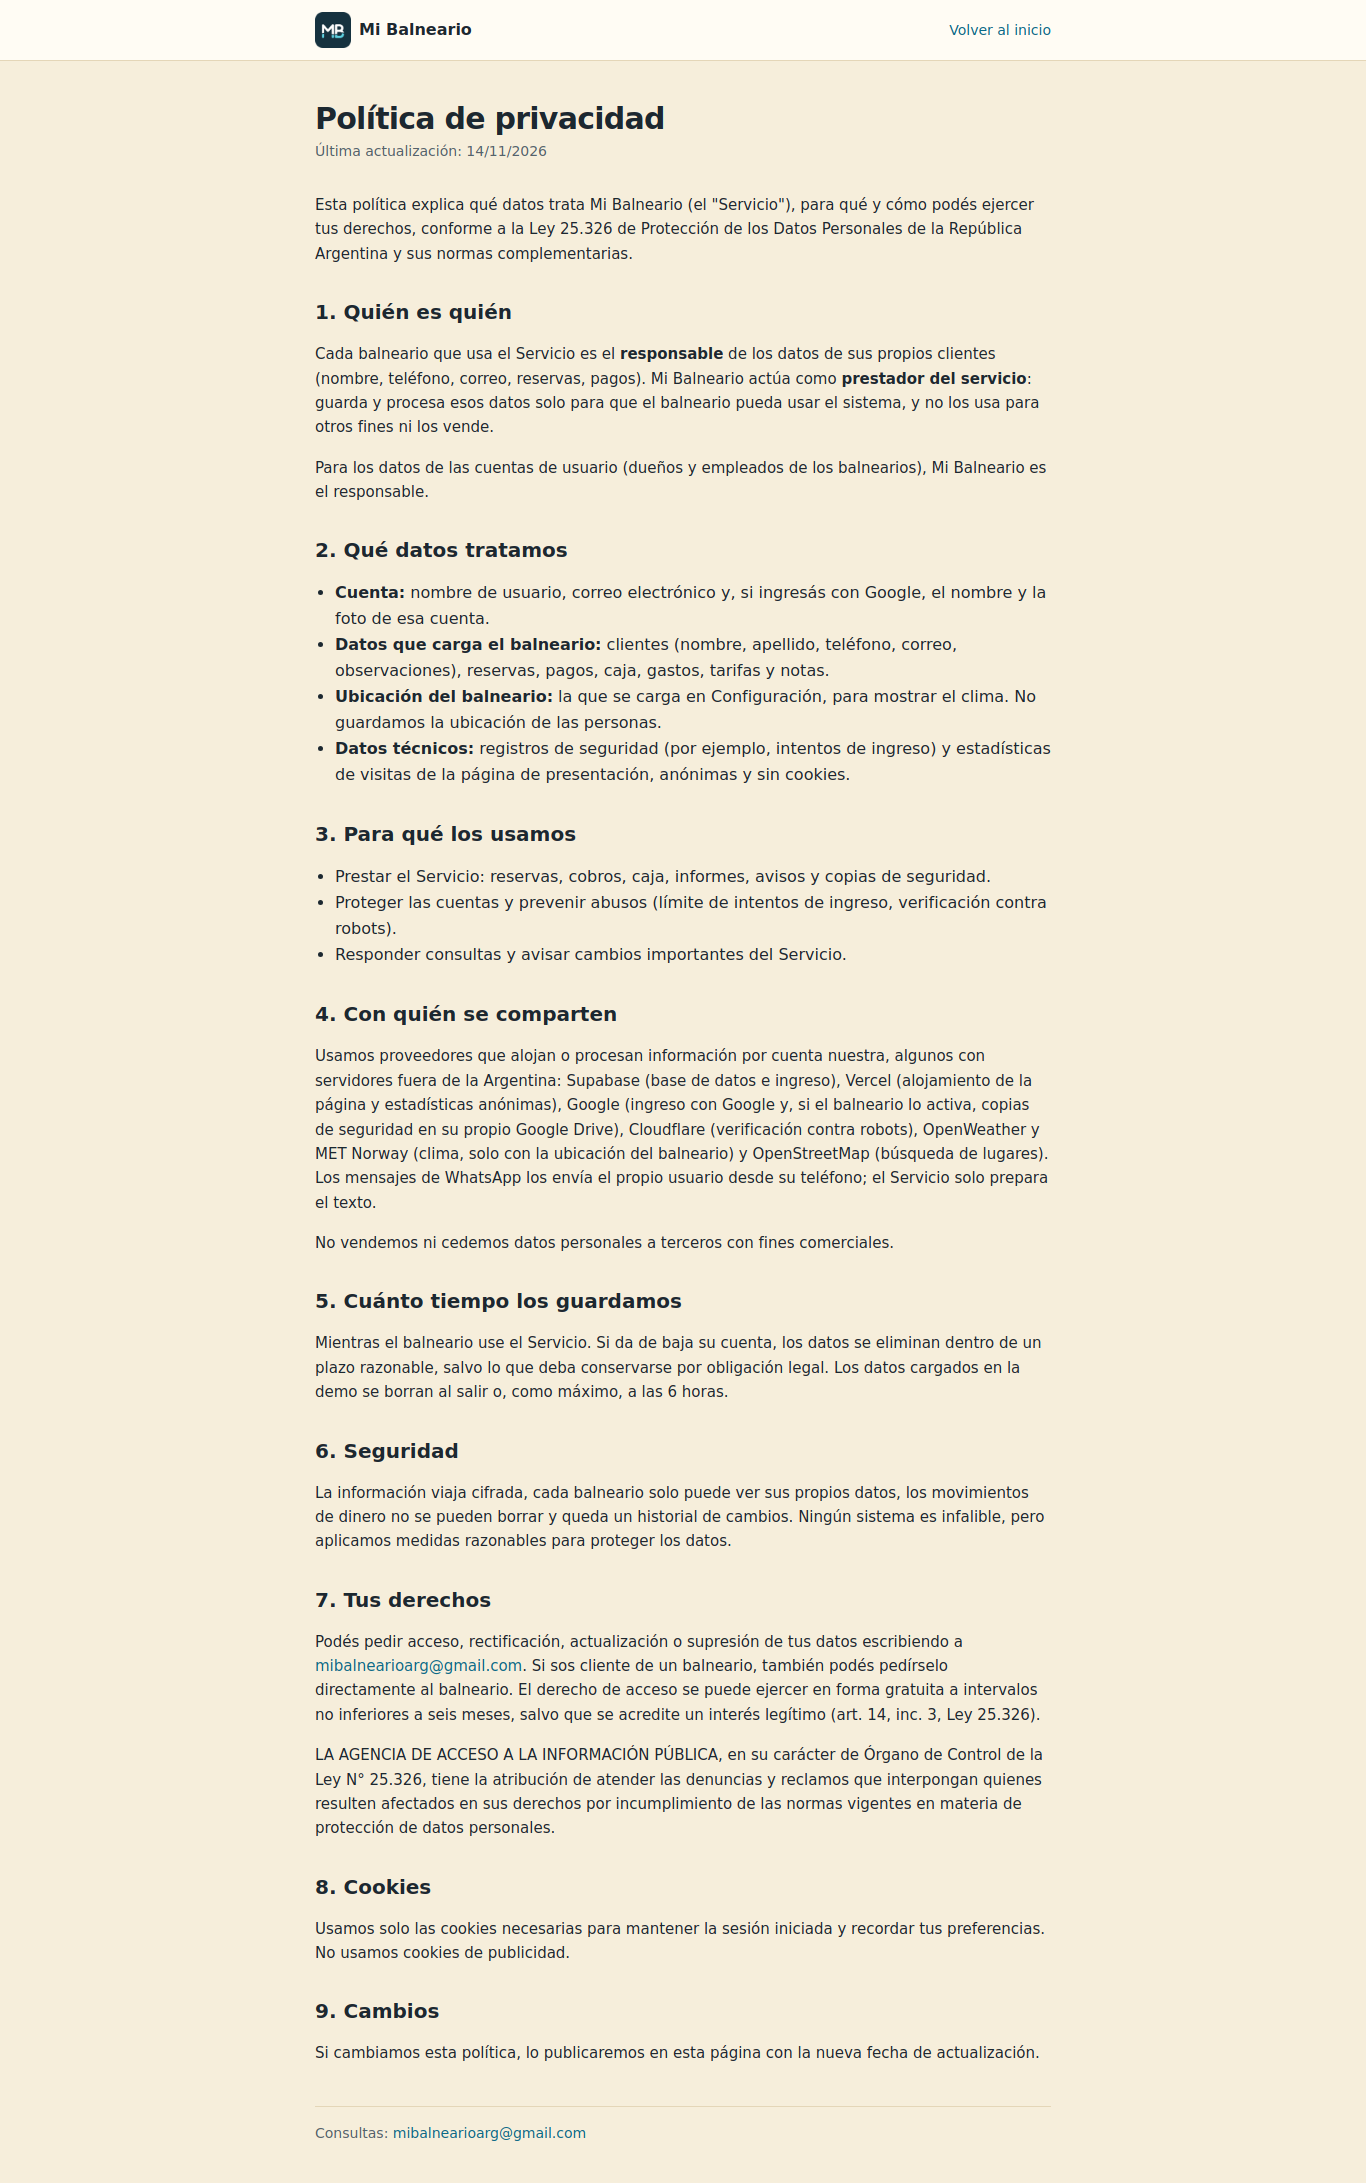 MB Mi Balneario
Volver al inicio
Política de privacidad
Última actualización: 14/11/2026
Esta política explica qué datos trata Mi Balneario (el "Servicio"), para qué y cómo podés ejercer
tus derechos, conforme a la Ley 25.326 de Protección de los Datos Personales de la República
Argentina y sus normas complementarias.
1. Quién es quién
Cada balneario que usa el Servicio es el responsable de los datos de sus propios clientes
(nombre, teléfono, correo, reservas, pagos). Mi Balneario actúa como prestador del servicio:
guarda y procesa esos datos solo para que el balneario pueda usar el sistema, y no los usa para
otros fines ni los vende.
Para los datos de las cuentas de usuario (dueños y empleados de los balnearios), Mi Balneario es
el responsable.
2. Qué datos tratamos
• Cuenta: nombre de usuario, correo electrónico y, si ingresás con Google, el nombre y la
foto de esa cuenta.
• Datos que carga el balneario: clientes (nombre, apellido, teléfono, correo,
observaciones), reservas, pagos, caja, gastos, tarifas y notas.
• Ubicación del balneario: la que se carga en Configuración, para mostrar el clima. No
guardamos la ubicación de las personas.
• Datos técnicos: registros de seguridad (por ejemplo, intentos de ingreso) y estadísticas
de visitas de la página de presentación, anónimas y sin cookies.
3. Para qué los usamos
• Prestar el Servicio: reservas, cobros, caja, informes, avisos y copias de seguridad.
• Proteger las cuentas y prevenir abusos (límite de intentos de ingreso, verificación contra
robots).
• Responder consultas y avisar cambios importantes del Servicio.
4. Con quién se comparten
Usamos proveedores que alojan o procesan información por cuenta nuestra, algunos con
servidores fuera de la Argentina: Supabase (base de datos e ingreso), Vercel (alojamiento de la
página y estadísticas anónimas), Google (ingreso con Google y, si el balneario lo activa, copias
de seguridad en su propio Google Drive), Cloudflare (verificación contra robots), OpenWeather y
MET Norway (clima, solo con la ubicación del balneario) y OpenStreetMap (búsqueda de lugares).
Los mensajes de WhatsApp los envía el propio usuario desde su teléfono; el Servicio solo prepara
el texto.
No vendemos ni cedemos datos personales a terceros con fines comerciales.
5. Cuánto tiempo los guardamos
Mientras el balneario use el Servicio. Si da de baja su cuenta, los datos se eliminan dentro de un
plazo razonable, salvo lo que deba conservarse por obligación legal. Los datos cargados en la
demo se borran al salir o, como máximo, a las 6 horas.
6. Seguridad
La información viaja cifrada, cada balneario solo puede ver sus propios datos, los movimientos
de dinero no se pueden borrar y queda un historial de cambios. Ningún sistema es infalible, pero
aplicamos medidas razonables para proteger los datos.
7. Tus derechos
Podés pedir acceso, rectificación, actualización o supresión de tus datos escribiendo a
mibalnearioarg@gmail.com. Si sos cliente de un balneario, también podés pedírselo
directamente al balneario. El derecho de acceso se puede ejercer en forma gratuita a intervalos
no inferiores a seis meses, salvo que se acredite un interés legítimo (art. 14, inc. 3, Ley 25.326).
LA AGENCIA DE ACCESO A LA INFORMACIÓN PÚBLICA, en su carácter de Órgano de Control de la
Ley N° 25.326, tiene la atribución de atender las denuncias y reclamos que interpongan quienes
resulten afectados en sus derechos por incumplimiento de las normas vigentes en materia de
protección de datos personales.
8. Cookies
Usamos solo las cookies necesarias para mantener la sesión iniciada y recordar tus preferencias.
No usamos cookies de publicidad.
9. Cambios
Si cambiamos esta política, lo publicaremos en esta página con la nueva fecha de actualización.
Consultas: mibalnearioarg@gmail.com